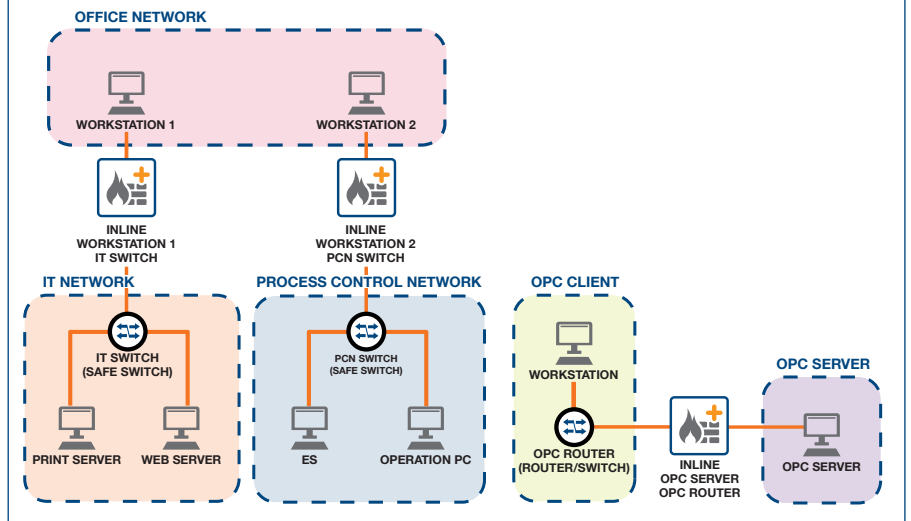 OFFICE NETWORK
WORKSTATION 1
WORKSTATION 2
INLINE
WORKSTATION 1
IT SWITCH
INLINE
WORKSTATION 2
PCN SWITCH
IT NETWORK
IT SWITCH
(SAFE SWITCH)
PRINT SERVER
WEB SERVER
PROCESS CONTROL NETWORK
PCN SWITCH
(SAFE SWITCH)
ES
OPERATION PC
OPC CLIENT
WORKSTATION
OPC ROUTER
(ROUTER/SWITCH)
INLINE
OPC SERVER
OPC ROUTER
OPC SERVER
OPC SERVER